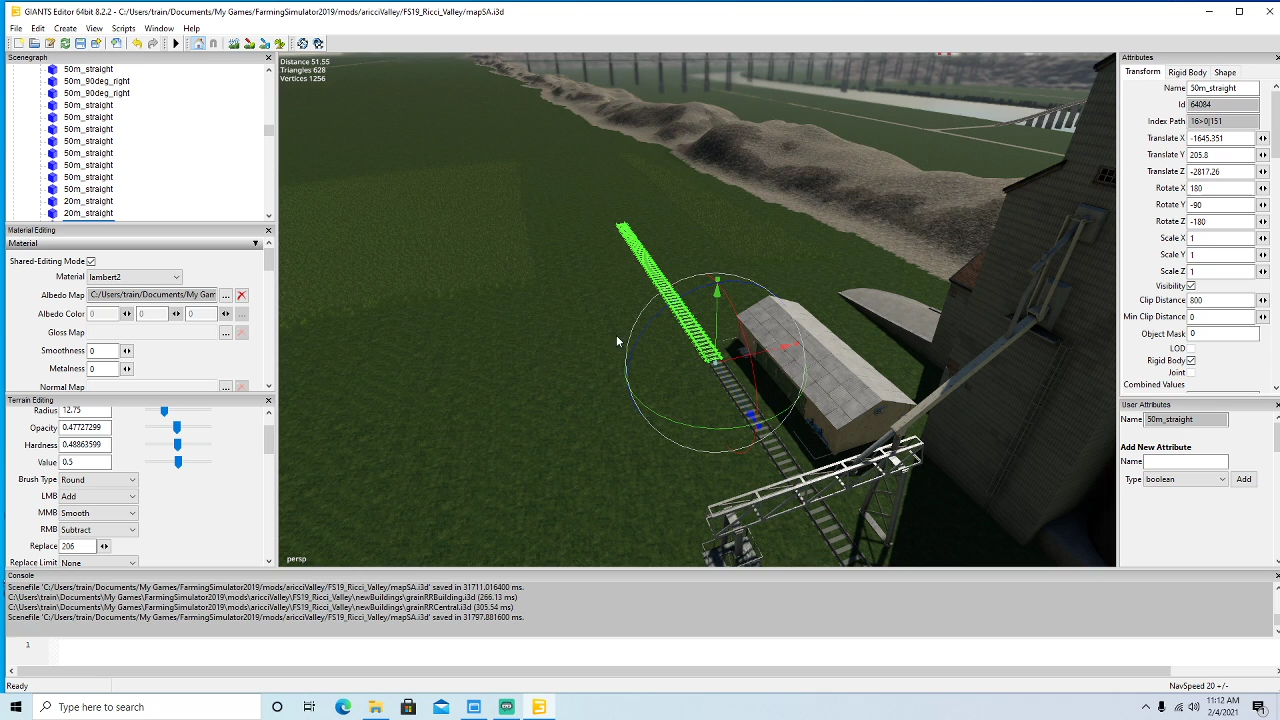 GIANTS Editor 64bit 8.2.2 - C:/Users/train/Documents/My Games/FarmingSimulator2019/mods/aricciValley/FS19_Ricci_Valley/mapSA.i3d
File Edit Create View Scripts Window Help
Scenegraph
50m_straight
50m_90deg_right
50m_90deg_right
50m_straight
50m_straight
50m_straight
50m_straight
50m_straight
50m_straight
50m_straight
50m_straight
20m_straight
20m_straight
Material Editing
Material
Shared-Editing Mode
Material lambert2
Albedo Map C:/Users/train/Documents/My Gam ...
Albedo Color 0 0 0 ...
Gloss Map ...
Smoothness 0
Metalness 0
Normal Map ...
Terrain Editing
Radius 12.75
Opacity 0.47727299
Hardness 0.48863599
Value 0.5
Brush Type Round
LMB Add
MMB Smooth
RMB Subtract
Replace 206
Replace Limit None
Distance 51.55
Triangles 628
Vertices 1256
persp
Attributes
Transform Rigid Body Shape
Name 50m_straight
Id 64084
Index Path 16>0|151
Translate X -1645.351
Translate Y 205.8
Translate Z -2817.26
Rotate X 180
Rotate Y -90
Rotate Z -180
Scale X 1
Scale Y 1
Scale Z 1
Visibility
Clip Distance 800
Min Clip Distance 0
Object Mask 0
LOD
Rigid Body
Joint
Combined Values
User Attributes
Name 50m_straight
Add New Attribute
Name
Type boolean Add
Console
Scenefile 'C:/Users/train/Documents/My Games/FarmingSimulator2019/mods/aricciValley/FS19_Ricci_Valley/mapSA.i3d' saved in 31711.016400 ms.
C:\Users\train\Documents\My Games\FarmingSimulator2019\mods\aricciValley\FS19_Ricci_Valley\newBuildings\grainRRBuilding.i3d (266.13 ms)
C:\Users\train\Documents\My Games\FarmingSimulator2019\mods\aricciValley\FS19_Ricci_Valley\newBuildings\grainRRCentral.i3d (305.54 ms)
Scenefile 'C:/Users/train/Documents/My Games/FarmingSimulator2019/mods/aricciValley/FS19_Ricci_Valley/mapSA.i3d' saved in 31797.881600 ms.
1
Ready
NavSpeed 20 +/-
Type here to search
11:12 AM
2/4/2021